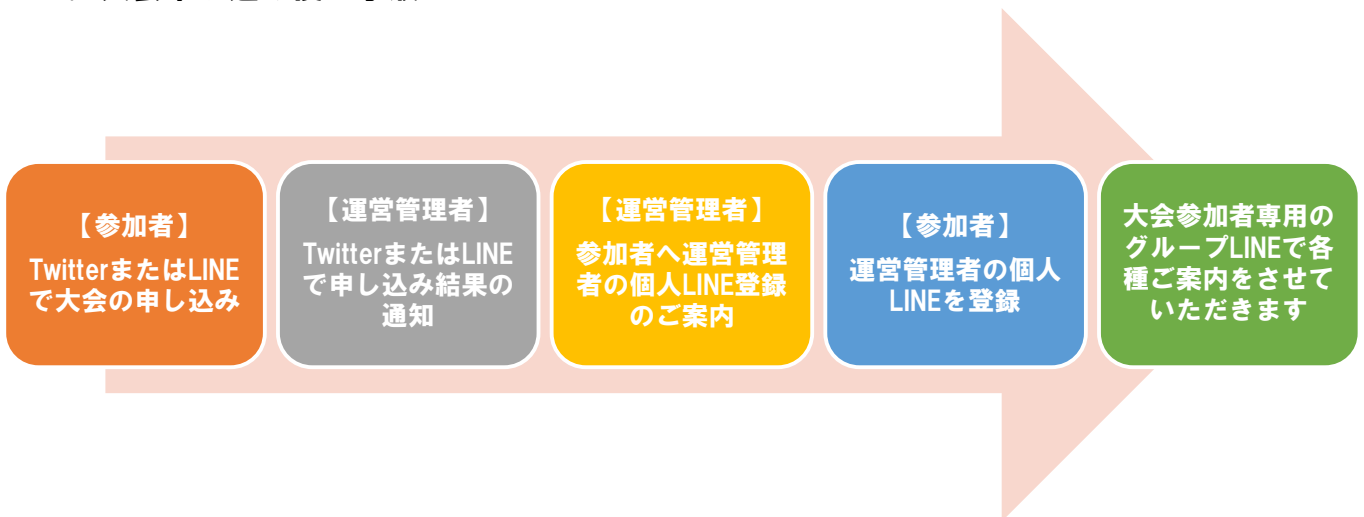 【参加者】
TwitterまたはLINE
で大会の申し込み
【運営管理者】
TwitterまたはLINE
で申し込み結果の
通知
【運営管理者】
参加者へ運営管理
者の個人LINE登録
のご案内
【参加者】
運営管理者の個人
LINEを登録
大会参加者専用の
グループLINEで各
種ご案内をさせて
いただきます